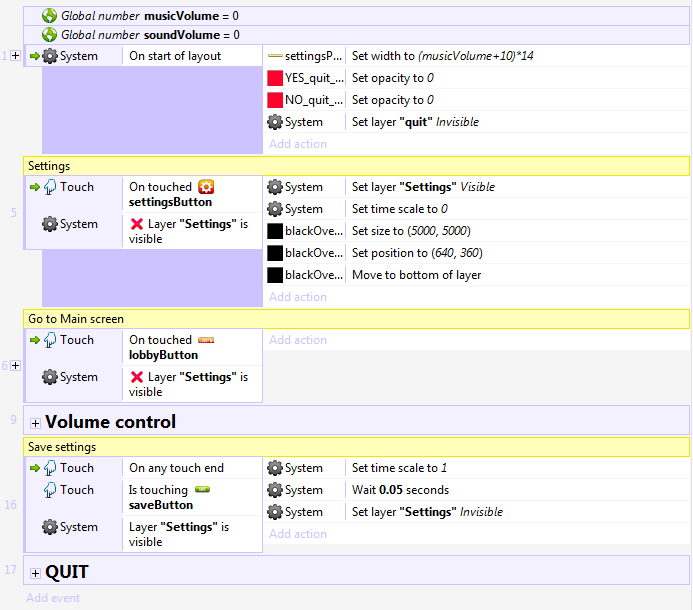 Global number musicVolume = 0
Global number soundVolume = 0
1 System On start of layout settingsP... Set width to (musicVolume+10)*14
YES_quit_... Set opacity to 0
NO_quit_... Set opacity to 0
System Set layer "quit" Invisible
Add action
Settings
5 Touch On touched settingsButton System Set layer "Settings" Visible
System Layer "Settings" is visible System Set time scale to 0
blackOve... Set size to (5000, 5000)
blackOve... Set position to (640, 360)
blackOve... Move to bottom of layer
Add action
Go to Main screen
6 Touch On touched lobbyButton Add action
System Layer "Settings" is visible
9 Volume control
Save settings
16 Touch On any touch end System Set time scale to 1
Touch Is touching saveButton System Wait 0.05 seconds
System Layer "Settings" is visible System Set layer "Settings" Invisible
Add action
17 QUIT
Add event